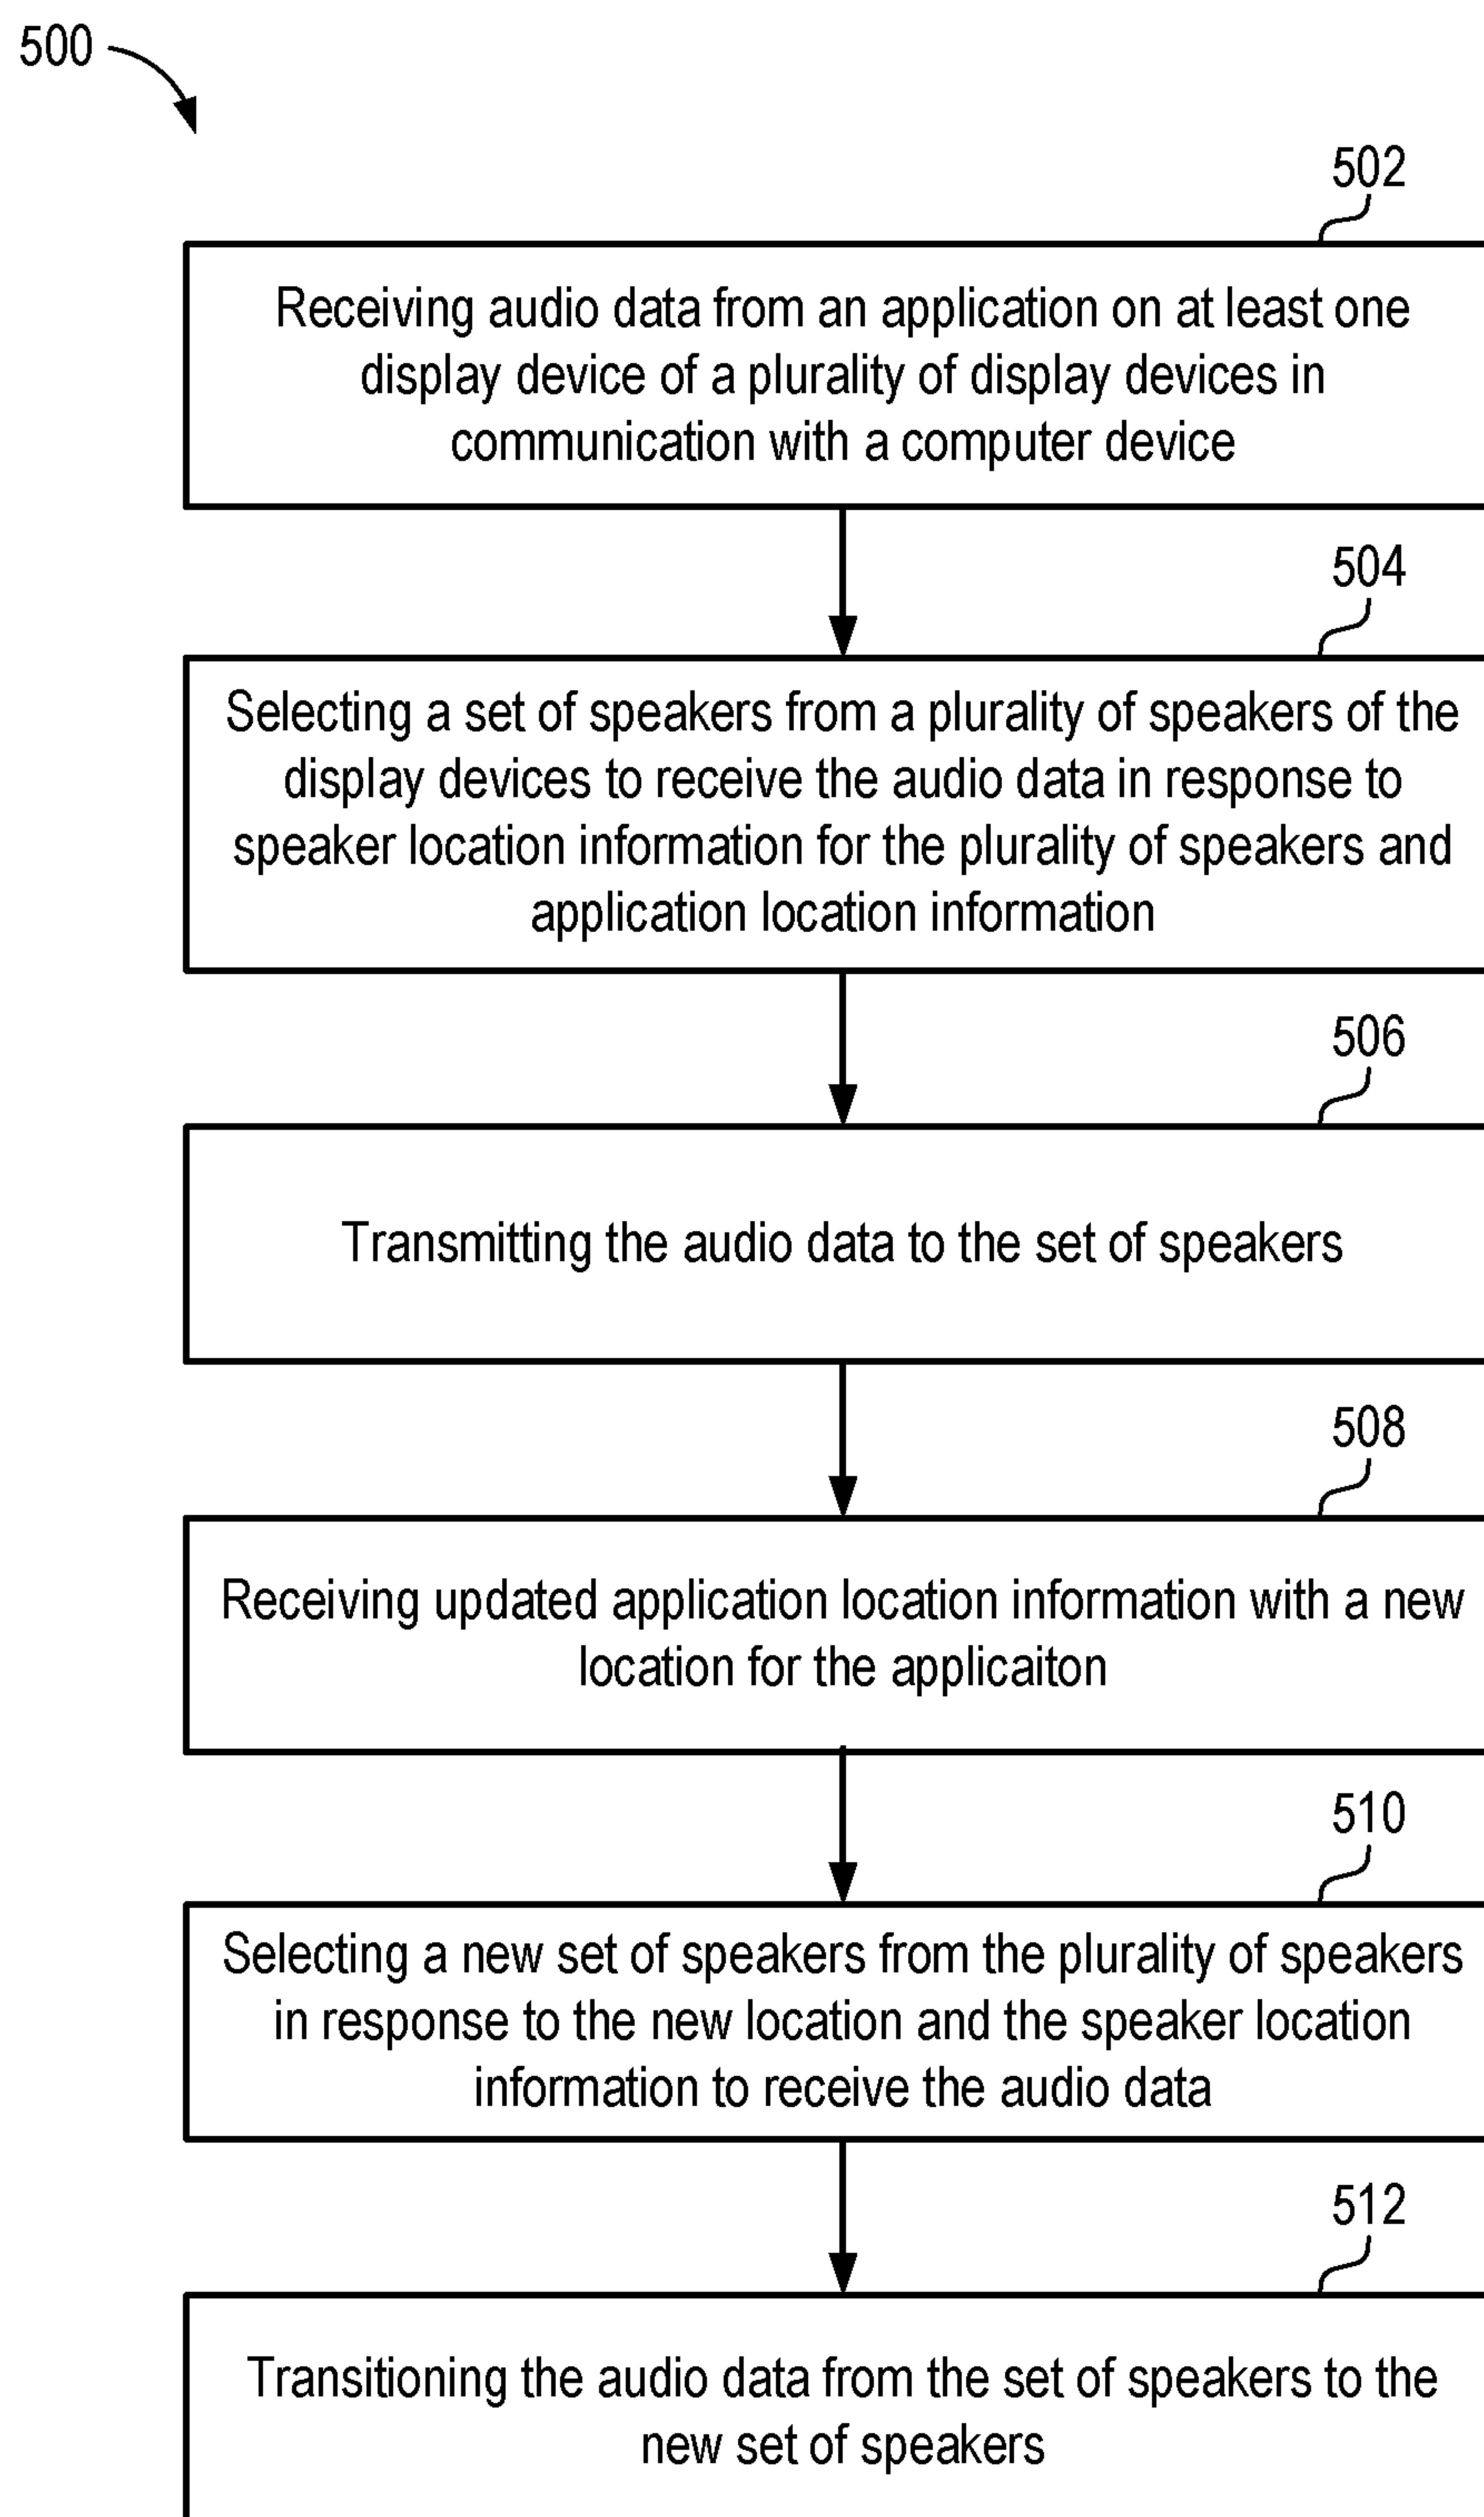 500
502
Receiving audio data from an application on at least one
display device of a plurality of display devices in
communication with a computer device
504
Selecting a set of speakers from a plurality of speakers of the
display devices to receive the audio data in response to
speaker location information for the plurality of speakers and
application location information
506
Transmitting the audio data to the set of speakers
508
Receiving updated application location information with a new
location for the applicaiton
510
Selecting a new set of speakers from the plurality of speakers
in response to the new location and the speaker location
information to receive the audio data
512
Transitioning the audio data from the set of speakers to the
new set of speakers